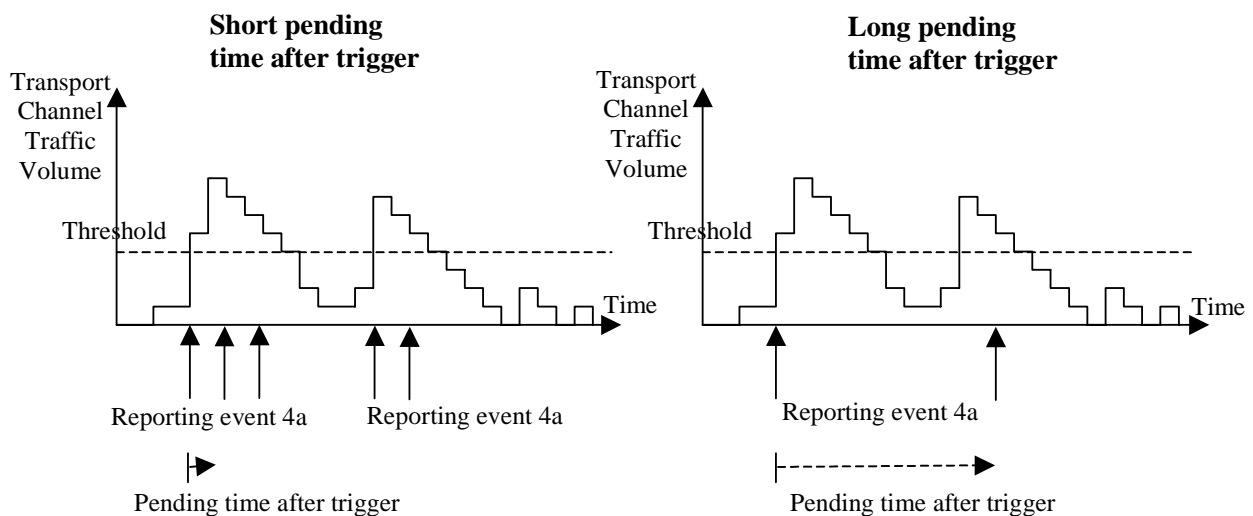 Short pending
time after trigger
Transport
Channel
Traffic
Volume
Threshold
Time
Reporting event 4a
Reporting event 4a
Pending time after trigger
Long pending
time after trigger
Transport
Channel
Traffic
Volume
Threshold
Time
Reporting event 4a
Pending time after trigger